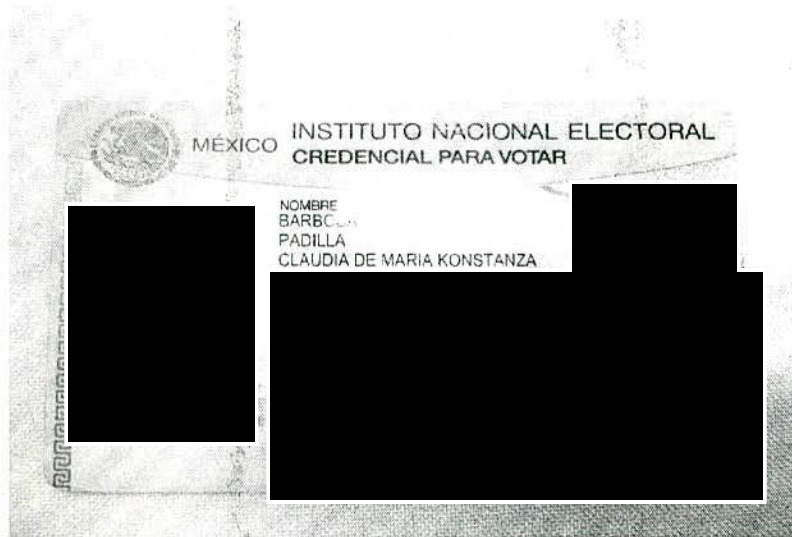 MÉXICO
INSTITUTO NACIONAL ELECTORAL
CREDENCIAL PARA VOTAR
NOMBRE
PADILLA
CLAUDIA DE MARIA KONSTANZA